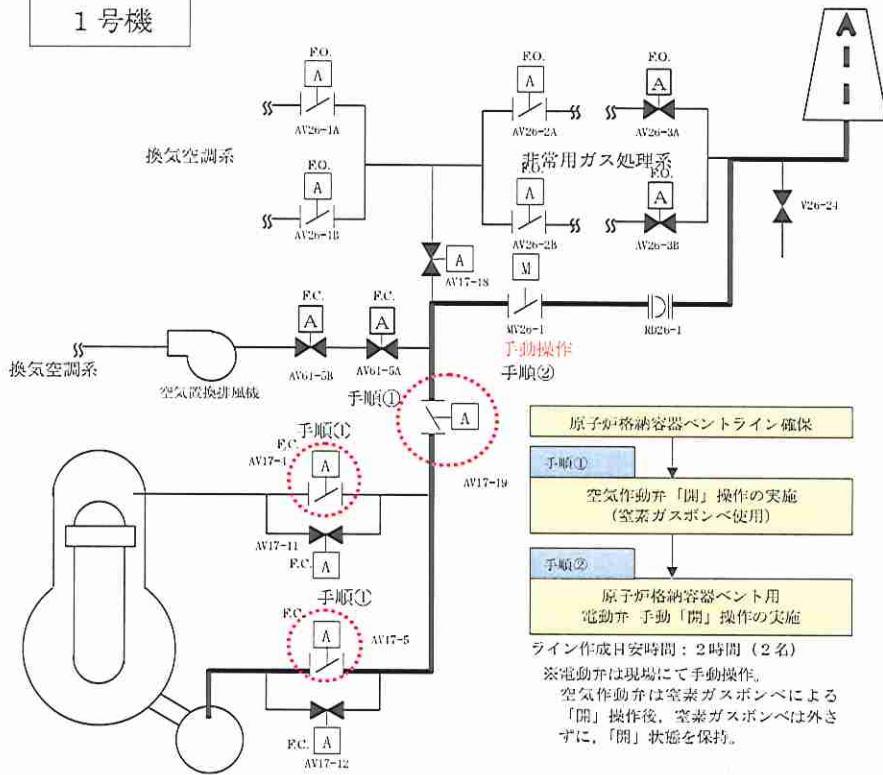 1号機
F.O.
A
AV26-1A
F.O.
A
AV26-2A
F.O.
A
AV26-3A
換気空調系
非常用ガス処理系
F.O.
A
AV26-1B
F.O.
A
AV26-2B
F.O.
A
AV26-3B
V26-24
A
AV17-18
M
MV26-1
RD26-1
手動操作
手順②
F.C.
A
AV61-5B
F.C.
A
AV61-5A
換気空調系
空気置換排風機
手順①
A
AV17-19
手順①
F.C.
A
AV17-4
AV17-11
F.C.
A
手順①
F.C.
A
AV17-5
F.C.
A
AV17-12
原子炉格納容器ベントライン確保
手順①
空気作動弁「開」操作の実施
(窒素ガスボンベ使用)
手順②
原子炉格納容器ベント用
電動弁 手動「開」操作の実施
ライン作成目安時間：2時間（2名）
※電動弁は現場にて手動操作。
空気作動弁は窒素ガスボンベによる
「開」操作後，窒素ガスボンベは外さ
ずに，「開」状態を保持。